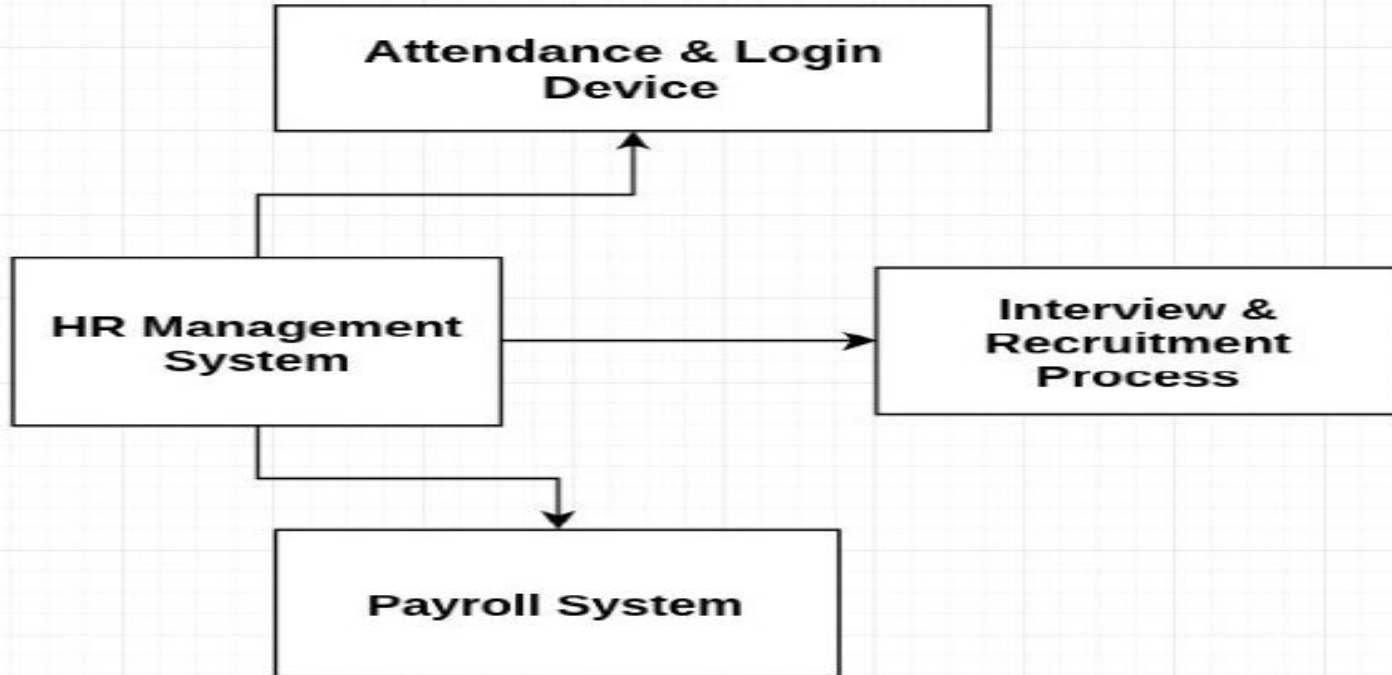 Attendance & Login
Device
HR Management
System
Interview &
Recruitment
Process
Payroll System